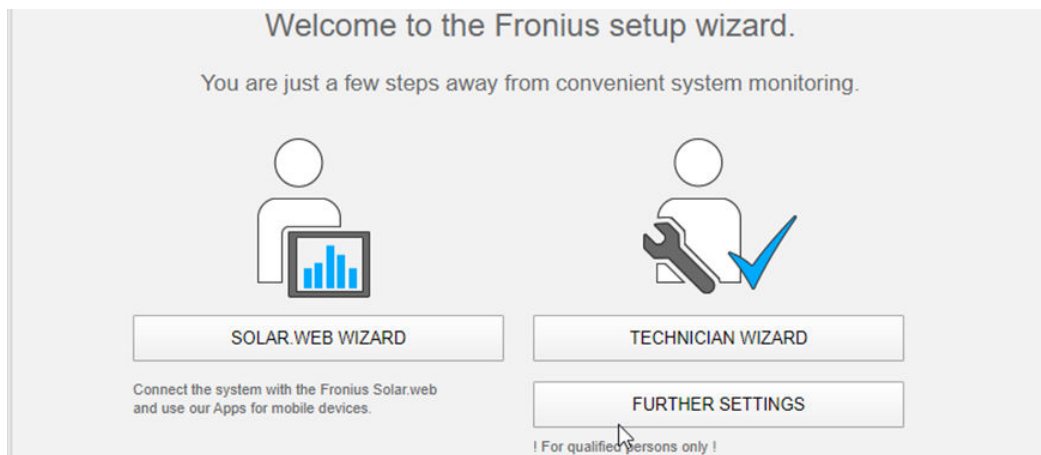 Welcome to the Fronius setup wizard.
You are just a few steps away from convenient system monitoring.
SOLAR.WEB WIZARD
Connect the system with the Fronius Solar.web
and use our Apps for mobile devices.
TECHNICIAN WIZARD
FURTHER SETTINGS
! For qualified persons only !